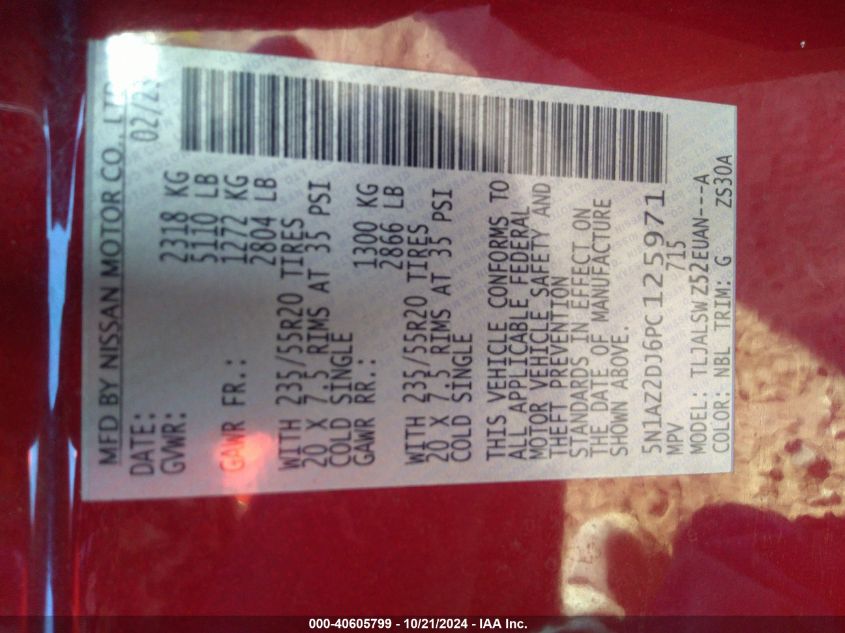 MFD BY NISSAN MOTOR CO.,
DATE:
GVWR: 2318 KG
5110 LB
GAWR FR.: 1272 KG
2804 LB
WITH 235/55R20 TIRES
20 X 7.5 RIMS AT 35 PSI
COLD SINGLE
GAWR RR.: 1300 KG
2866 LB
WITH 235/55R20 TIRES
20 X 7.5 RIMS AT 35 PSI
COLD SINGLE
THIS VEHICLE CONFORMS TO
ALL APPLICABLE FEDERAL
MOTOR VEHICLE SAFETY AND
THEFT PREVENTION
STANDARDS IN EFFECT ON
THE DATE OF MANUFACTURE
SHOWN ABOVE.
5N1AZ2DJ6PC125971
MPV 715
MODEL: TLJALSWZ52EUAN---A
COLOR: NBL TRIM: G ZS30A
000-40605799 - 10/21/2024 - IAA Inc.